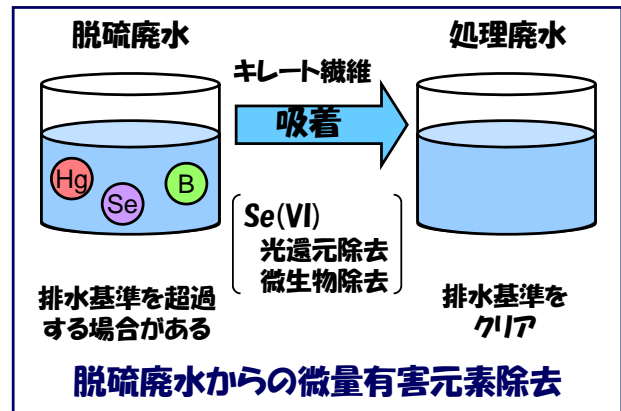 脱硫廃水
処理廃水
キレート繊維
吸着
Hg
Se
B
Se(VI)
光還元除去
微生物除去
排水基準を超過
する場合がある
排水基準を
クリア
脱硫廃水からの微量有害元素除去